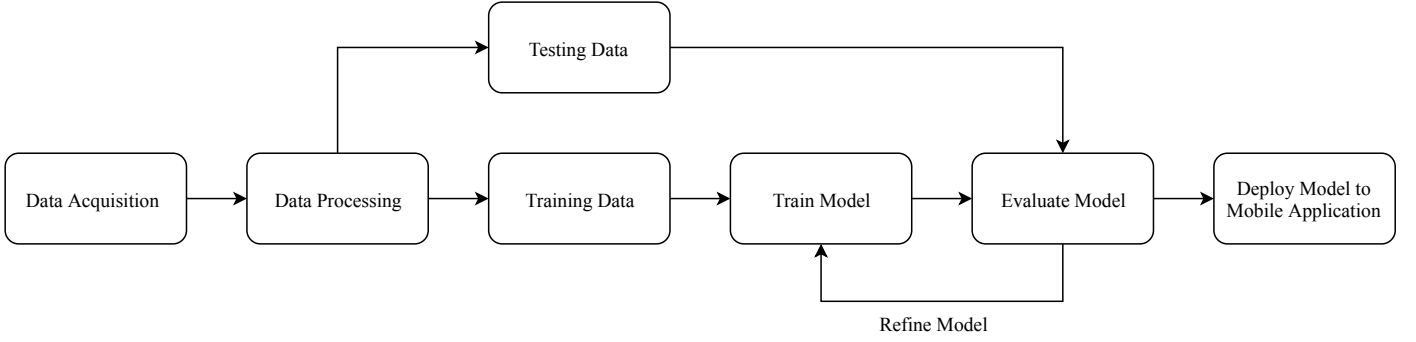 Testing Data
Data Acquisition
Data Processing
Training Data
Train Model
Evaluate Model
Deploy Model to
Mobile Application
Refine Model